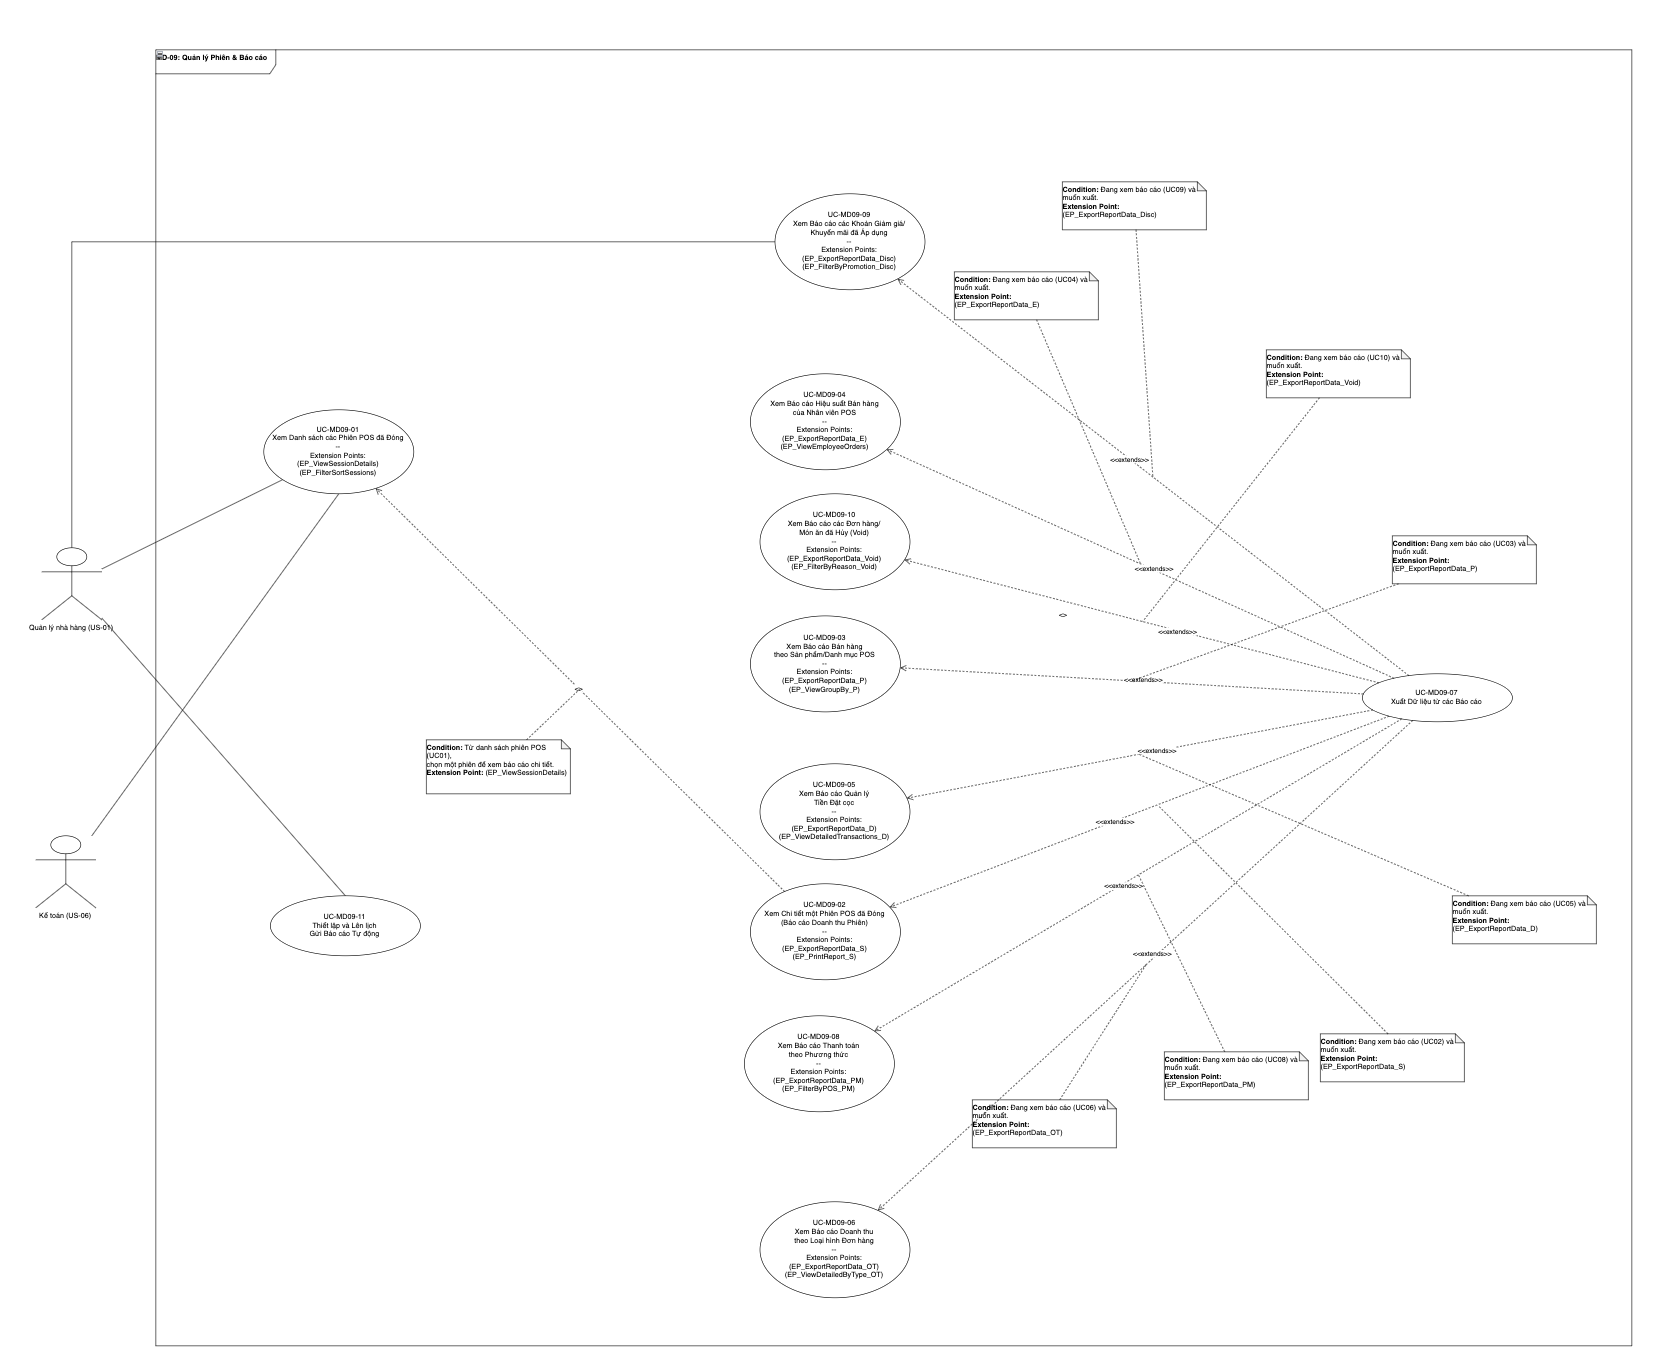 D-09: Quản lý Phiên & Báo cáo
UC-MD09-09
Xem Báo cáo các Khoản Giảm giá/
Khuyến mãi đã Áp dụng
--
Extension Points:
(EP_ExportReportData_Disc)
(EP_FilterByPromotion_Disc)
Condition: Đang xem báo cáo (UC09) và
muốn xuất.
Extension Point:
(EP_ExportReportData_Disc)
Condition: Đang xem báo cáo (UC04) và
muốn xuất.
Extension Point:
(EP_ExportReportData_E)
Condition: Đang xem báo cáo (UC10) và
muốn xuất.
Extension Point:
(EP_ExportReportData_Void)
UC-MD09-04
Xem Báo cáo Hiệu suất Bán hàng
của Nhân viên POS
--
Extension Points:
(EP_ExportReportData_E)
(EP_ViewEmployeeOrders)
UC-MD09-01
Xem Danh sách các Phiên POS đã Đóng
--
Extension Points:
(EP_ViewSessionDetails)
(EP_FilterSortSessions)
<<extends>>
UC-MD09-10
Xem Báo cáo các Đơn hàng/
Món ăn đã Hủy (Void)
--
Extension Points:
(EP_ExportReportData_Void)
(EP_FilterByReason_Void)
<<extends>>
Condition: Đang xem báo cáo (UC03) và
muốn xuất.
Extension Point:
(EP_ExportReportData_P)
Quản lý nhà hàng (US-01)
<>
<<extends>>
UC-MD09-03
Xem Báo cáo Bán hàng
theo Sản phẩm/Danh mục POS
--
Extension Points:
(EP_ExportReportData_P)
(EP_ViewGroupBy_P)
<<extends>>
<>
UC-MD09-07
Xuất Dữ liệu từ các Báo cáo
Condition: Từ danh sách phiên POS
(UC01),
chọn một phiên để xem báo cáo chi tiết.
Extension Point: (EP_ViewSessionDetails)
<<extends>>
UC-MD09-05
Xem Báo cáo Quản lý
Tiền Đặt cọc
--
Extension Points:
(EP_ExportReportData_D)
(EP_ViewDetailedTransactions_D)
<<extends>>
<<extends>>
Kế toán (US-06)
UC-MD09-11
Thiết lập và Lên lịch
Gửi Báo cáo Tự động
UC-MD09-02
Xem Chi tiết một Phiên POS đã Đóng
(Báo cáo Doanh thu Phiên)
--
Extension Points:
(EP_ExportReportData_S)
(EP_PrintReport_S)
Condition: Đang xem báo cáo (UC05) và
muốn xuất.
Extension Point:
(EP_ExportReportData_D)
<<extends>>
UC-MD09-08
Xem Báo cáo Thanh toán
theo Phương thức
--
Extension Points:
(EP_ExportReportData_PM)
(EP_FilterByPOS_PM)
Condition: Đang xem báo cáo (UC02) và
muốn xuất.
Extension Point:
(EP_ExportReportData_S)
Condition: Đang xem báo cáo (UC08) và
muốn xuất.
Extension Point:
(EP_ExportReportData_PM)
Condition: Đang xem báo cáo (UC06) và
muốn xuất.
Extension Point:
(EP_ExportReportData_OT)
UC-MD09-06
Xem Báo cáo Doanh thu
theo Loại hình Đơn hàng
--
Extension Points:
(EP_ExportReportData_OT)
(EP_ViewDetailedByType_OT)